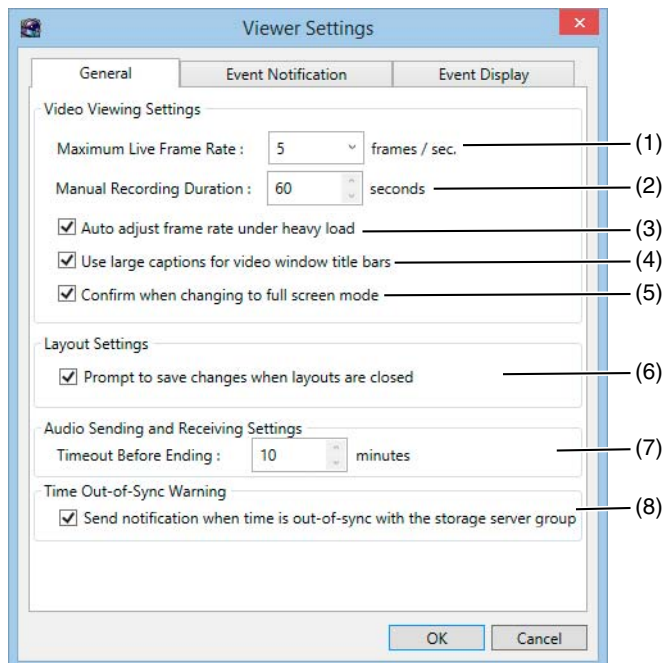 Viewer Settings
General Event Notification Event Display
Video Viewing Settings
Maximum Live Frame Rate : 5 frames / sec. (1)
Manual Recording Duration : 60 seconds (2)
Auto adjust frame rate under heavy load (3)
Use large captions for video window title bars (4)
Confirm when changing to full screen mode (5)
Layout Settings
Prompt to save changes when layouts are closed (6)
Audio Sending and Receiving Settings
Timeout Before Ending : 10 minutes (7)
Time Out-of-Sync Warning
Send notification when time is out-of-sync with the storage server group (8)
OK Cancel